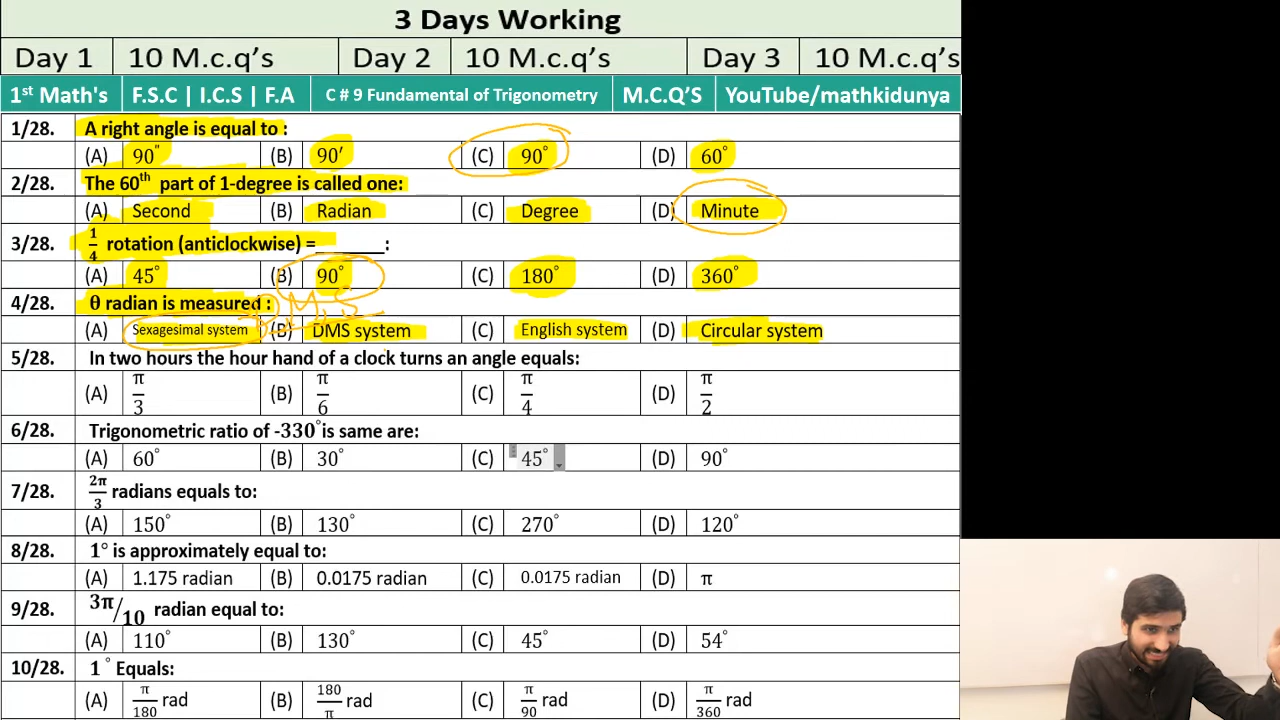 3 Days Working
Day 1 10 M.c.q's Day 2 10 M.c.q's Day 3 10 M.c.q's
1st Math's F.S.C | I.C.S | F.A C # 9 Fundamental of Trigonometry M.C.Q'S YouTube/mathkidunya
1/28. A right angle is equal to :
(A) 90″ (B) 90′ (C) 90° (D) 60°
2/28. The 60th part of 1-degree is called one:
(A) Second (B) Radian (C) Degree (D) Minute
3/28. 1/4 rotation (anticlockwise) =_______:
(A) 45° (B) 90° (C) 180° (D) 360°
4/28. θ radian is measured :
D.M.S
(A) Sexagesimal system (B) DMS system (C) English system (D) Circular system
5/28. In two hours the hour hand of a clock turns an angle equals:
(A) π/3 (B) π/6 (C) π/4 (D) π/2
6/28. Trigonometric ratio of -330° is same are:
(A) 60° (B) 30° (C) 45° (D) 90°
7/28. 2π/3 radians equals to:
(A) 150° (B) 130° (C) 270° (D) 120°
8/28. 1° is approximately equal to:
(A) 1.175 radian (B) 0.0175 radian (C) 0.0175 radian (D) π
9/28. 3π/10 radian equal to:
(A) 110° (B) 130° (C) 45° (D) 54°
10/28. 1° Equals:
(A) π/180 rad (B) 180/π rad (C) π/90 rad (D) π/360 rad